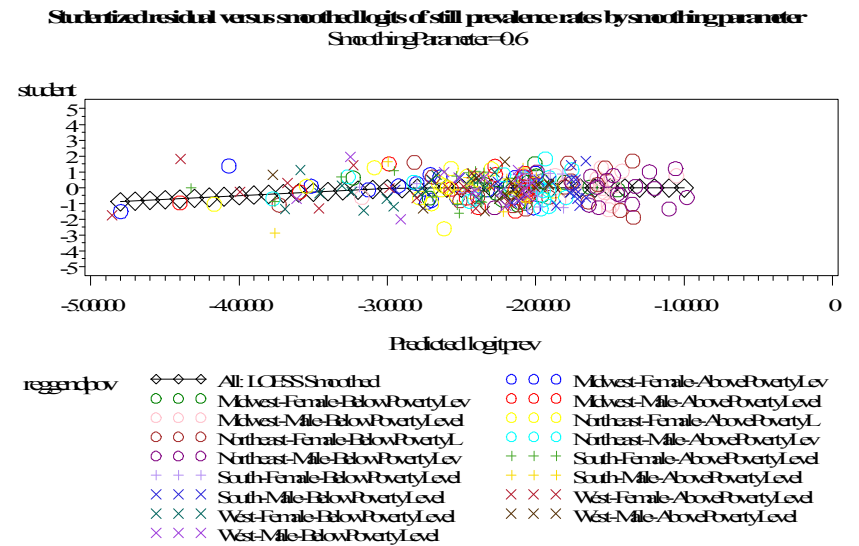 Studentized residual versus smoothed logits of still prevalence rates by smoothing parameter
SmoothingParameter=0.6
student
5
4
3
2
1
0
-1
-2
-3
-4
-5
-5.00000 -4.00000 -3.00000 -2.00000 -1.00000 0
Predicted logitprev
reggendpov
All: LOESS Smoothed Midwest-Female-AbovePovertyLev
Midwest-Female-BelowPovertyLev Midwest-Male-AbovePovertyLevel
Midwest-Male-BelowPovertyLevel Northeast-Female-AbovePovertyL
Northeast-Female-BelowPovertyL Northeast-Male-AbovePovertyLev
Northeast-Male-BelowPovertyLev South-Female-AbovePovertyLevel
South-Female-BelowPovertyLevel South-Male-AbovePovertyLevel
South-Male-BelowPovertyLevel West-Female-AbovePovertyLevel
West-Female-BelowPovertyLevel West-Male-AbovePovertyLevel
West-Male-BelowPovertyLevel